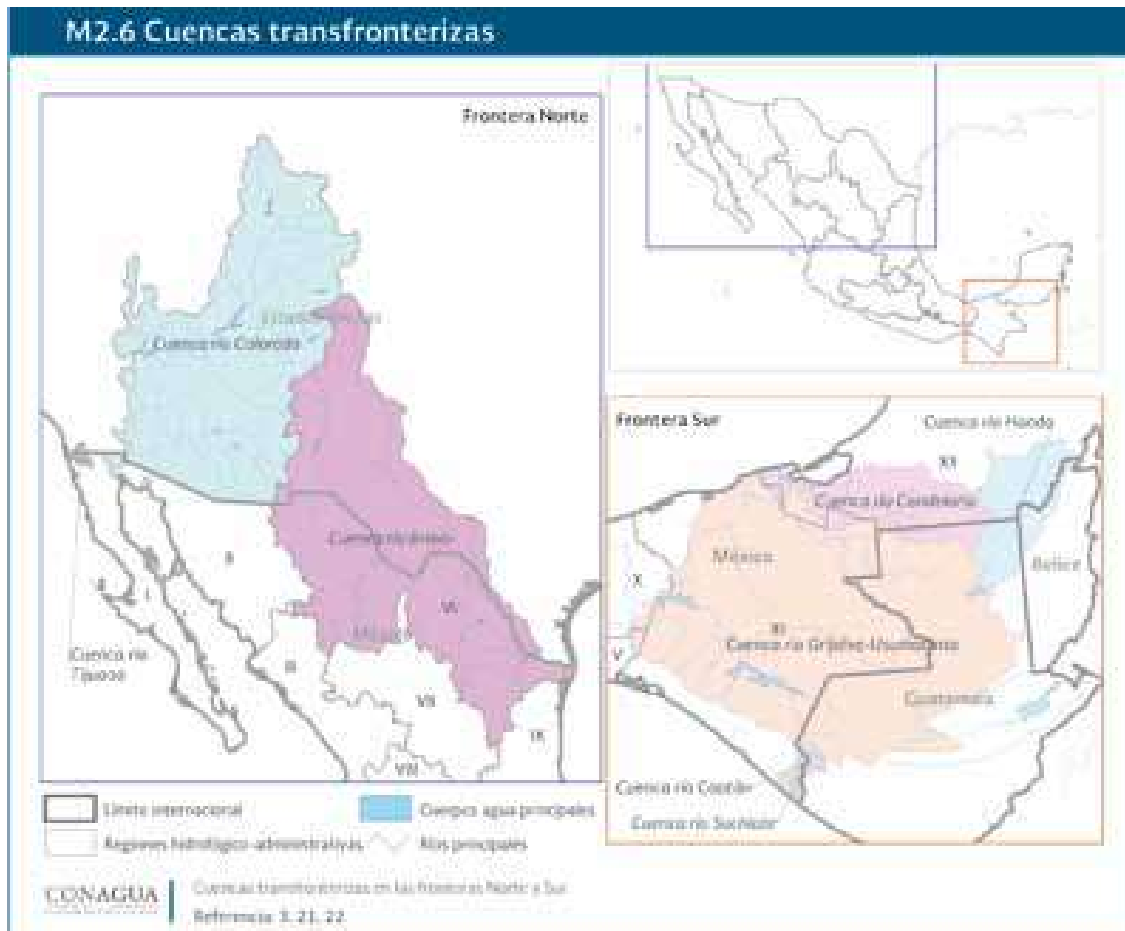 M2.6 Cuencas transfronterizas
Frontera Norte
Estados Unidos
Cuenca río Colorado
Cuenca río Bravo
II
I
I
VI
México
III
VII
VIII
IX
Cuenca río
Tijuana
Frontera Sur
Cuenca río Hondo
XII
Cuenca río Candelaria
México
Belice
X
XI
V
Cuenca río Grijalva-Usumacinta
Guatemala
Cuenca río Coatán
Cuenca río Suchiate
Límite internacional
Cuerpos agua principales
Regiones hidrológico-administrativas
Ríos principales
CONAGUA
Cuencas transfronterizas en las fronteras Norte y Sur
Referencia 3, 21, 22